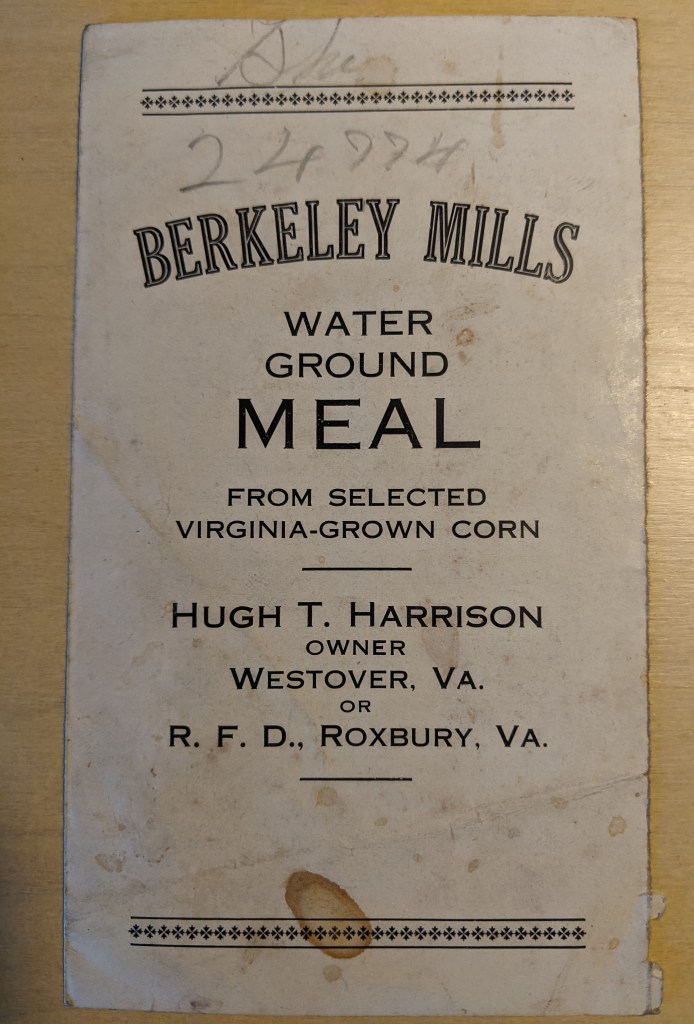 24774
BERKELEY MILLS
WATER
GROUND
MEAL
FROM SELECTED
VIRGINIA-GROWN CORN
HUGH T. HARRISON
OWNER
WESTOVER, VA.
OR
R. F. D., ROXBURY, VA.